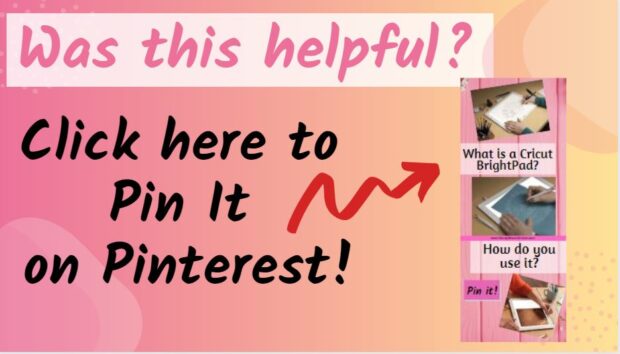 Was this helpful?
Click here to
Pin It
on Pinterest!
What is a Cricut
BrightPad?
How do you
use it?
Pin it!